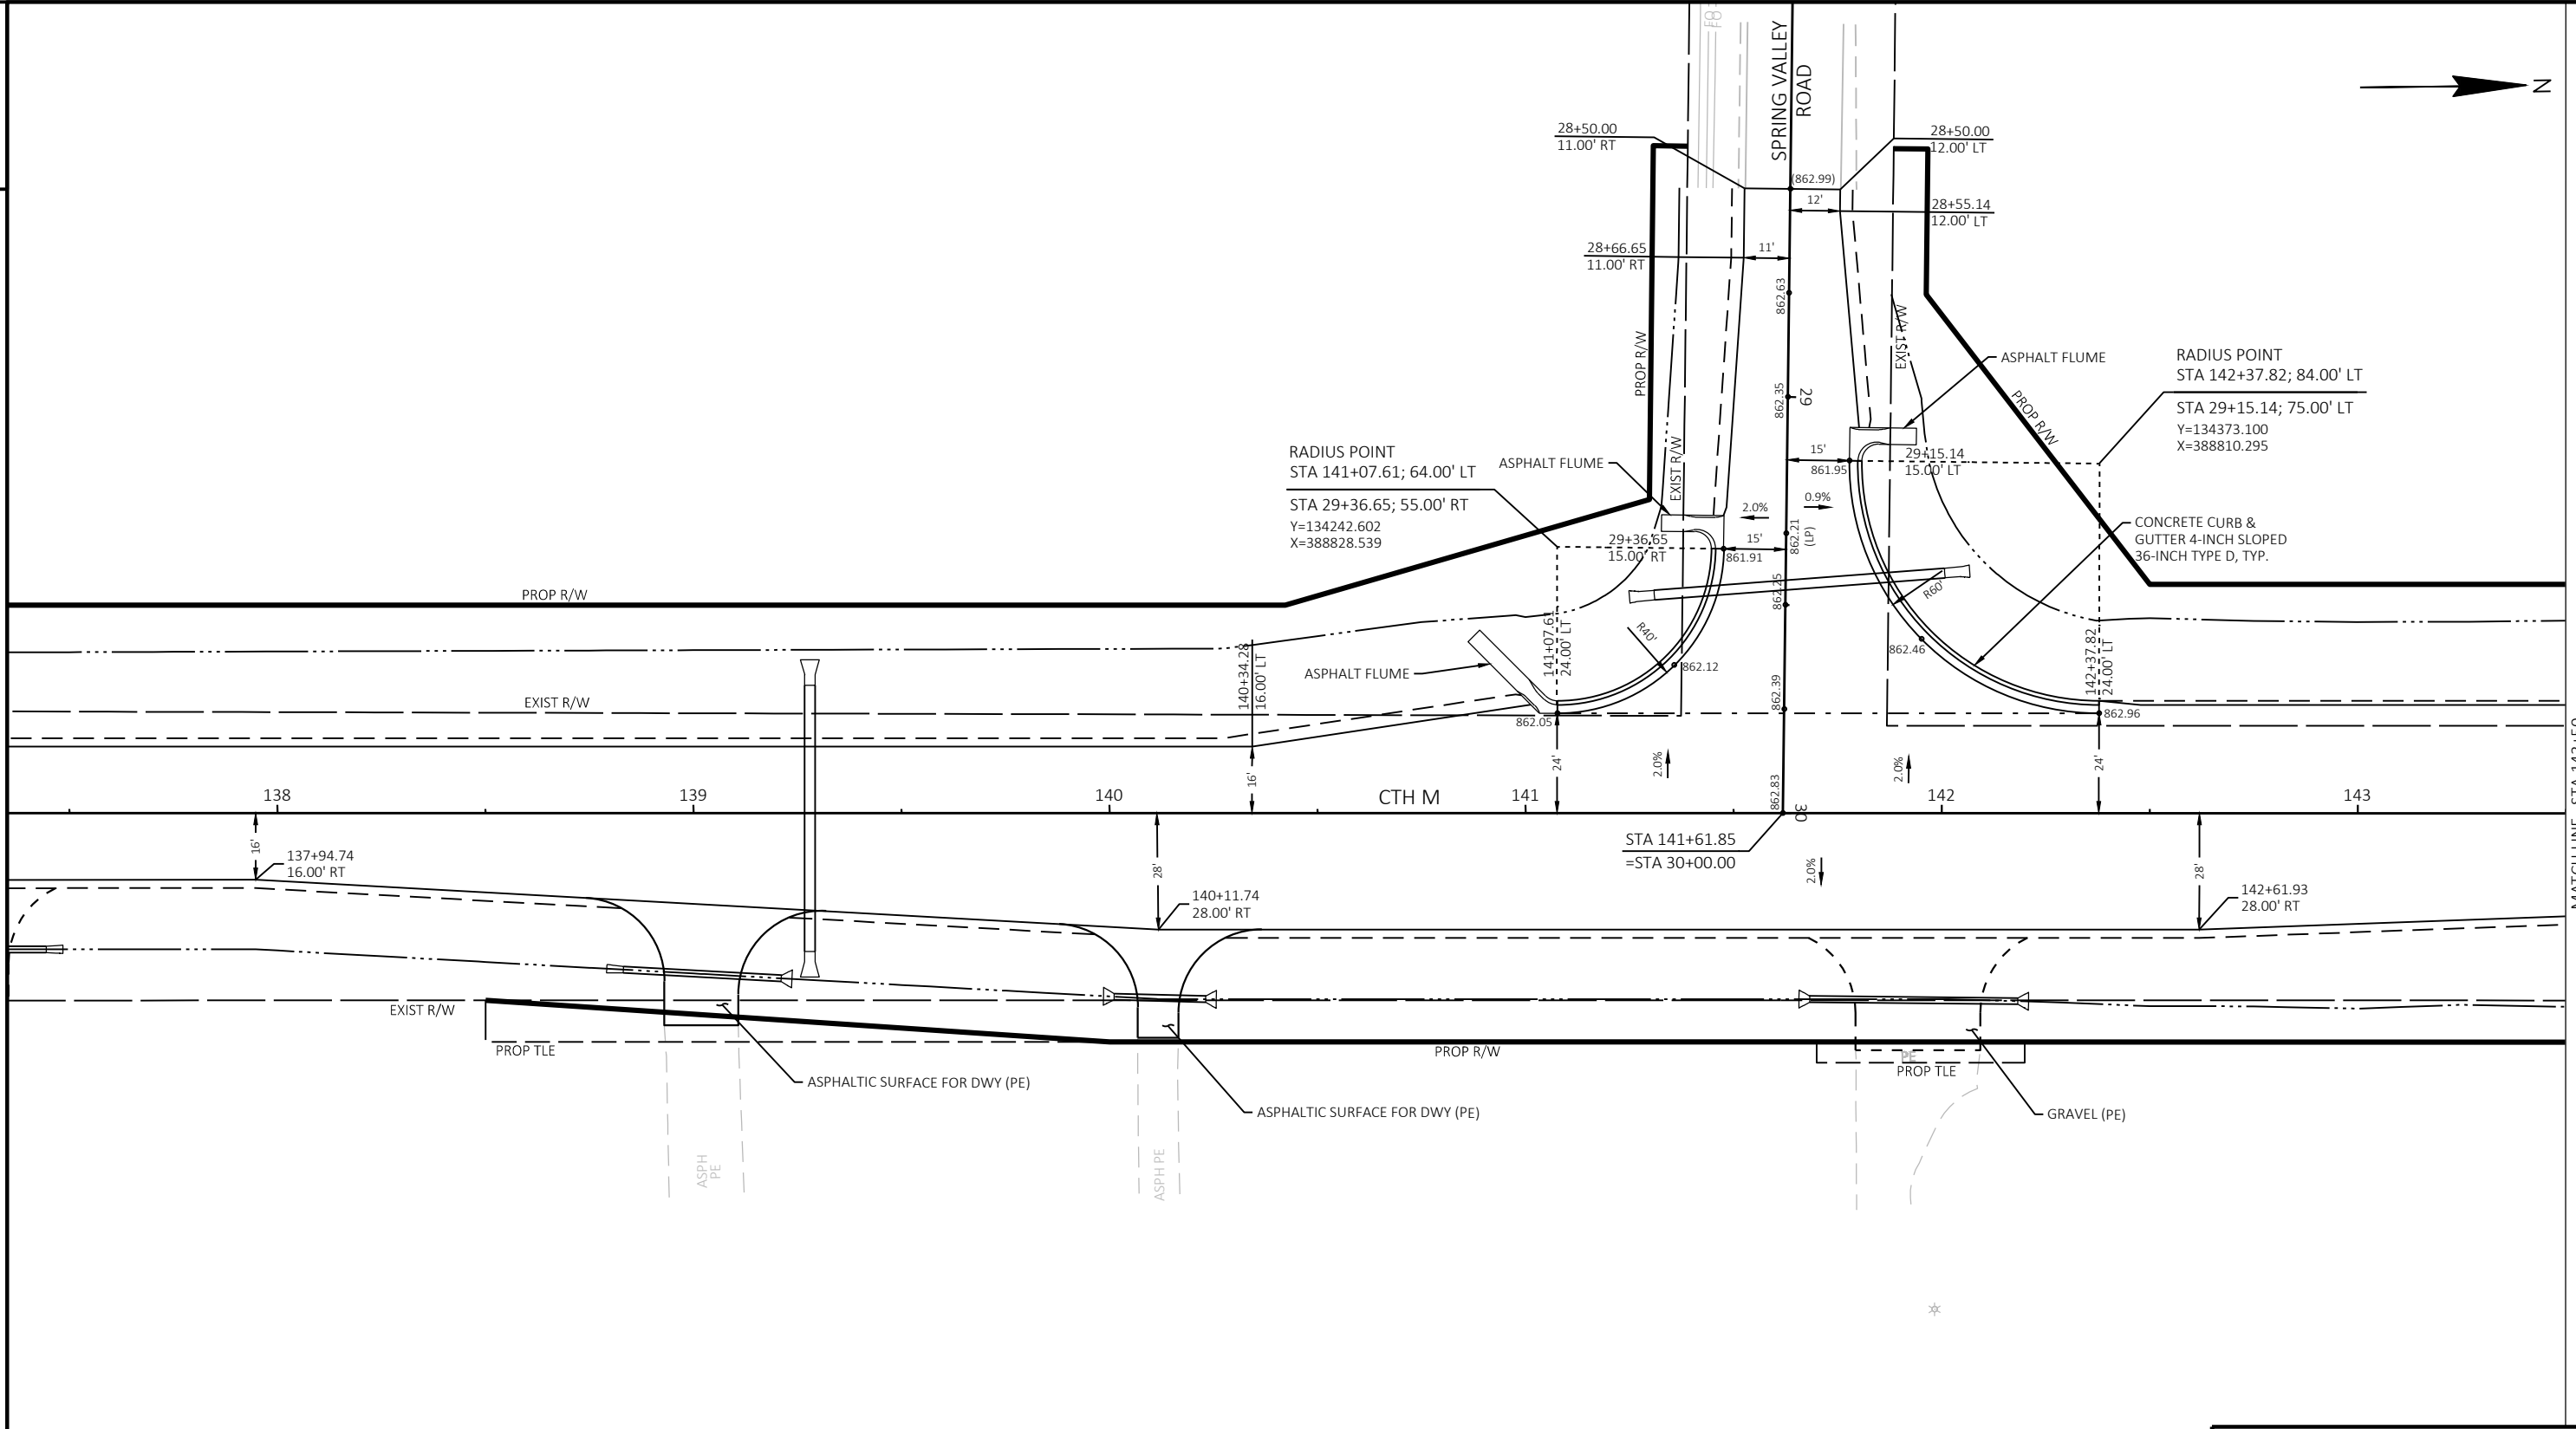 FO
FO
SPRING VALLEY
ROAD
N
28+50.00
11.00' RT
28+50.00
12.00' LT
(862.99)
12'
28+55.14
12.00' LT
28+66.65
11.00' RT
11'
862.63
PROP R/W
EXIST R/W
862.35
29
ASPHALT FLUME
PROP R/W
RADIUS POINT
STA 142+37.82; 84.00' LT
STA 29+15.14; 75.00' LT
Y=134373.100
X=388810.295
RADIUS POINT
STA 141+07.61; 64.00' LT
STA 29+36.65; 55.00' RT
Y=134242.602
X=388828.539
ASPHALT FLUME
EXIST R/W
15'
861.95
29+15.14
15.00' LT
2.0%
0.9%
862.21
(LP)
29+36.65
15.00' RT
15'
861.91
CONCRETE CURB &
GUTTER 4-INCH SLOPED
36-INCH TYPE D, TYP.
PROP R/W
862.25
R60'
R40'
862.46
862.12
141+07.61
24.00' LT
142+37.82
24.00' LT
140+34.28
16.00' LT
ASPHALT FLUME
EXIST R/W
862.39
862.05
862.96
24'
2.0%
2.0%
24'
16'
862.83
138
139
140
CTH M
141
142
143
30
MATCH LINE STA 143+50
STA 141+61.85
=STA 30+00.00
16'
137+94.74
16.00' RT
28'
140+11.74
28.00' RT
2.0%
28'
142+61.93
28.00' RT
EXIST R/W
PROP TLE
PROP R/W
PE
PROP TLE
ASPHALTIC SURFACE FOR DWY (PE)
ASPHALTIC SURFACE FOR DWY (PE)
GRAVEL (PE)
ASPH
PE
ASPH PE